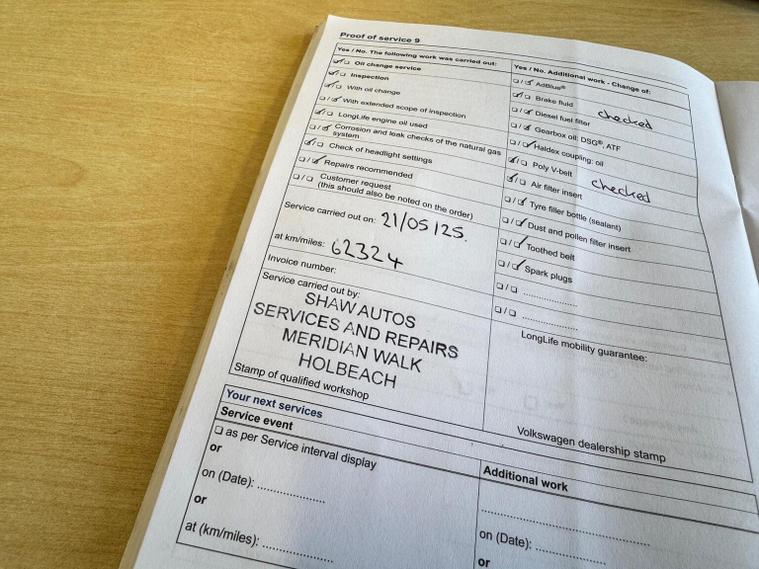 Proof of service 9
Yes / No. The following work was carried out:
Oil change service
Inspection
With oil change
With extended scope of inspection
LongLife engine oil used
Corrosion and leak checks of the natural gas
system
Check of headlight settings
Repairs recommended
Customer request
(this should also be noted on the order)
Service carried out on: 21/05/25.
at km/miles: 62324
Invoice number:
Service carried out by:
SHAW AUTOS
SERVICES AND REPAIRS
MERIDIAN WALK
HOLBEACH
Stamp of qualified workshop
Yes / No. Additional work - Change of:
AdBlue®
Brake fluid checked
Diesel fuel filter
Gearbox oil: DSG®, ATF
Haldex coupling: oil
Poly V-belt checked
Air filter insert
Tyre filler bottle (sealant)
Dust and pollen filter insert
Toothed belt
Spark plugs
LongLife mobility guarantee:
Volkswagen dealership stamp
Your next services
Service event
as per Service interval display
or
on (Date): ....................
or
at (km/miles): ....................
Additional work
on (Date): ....................
or